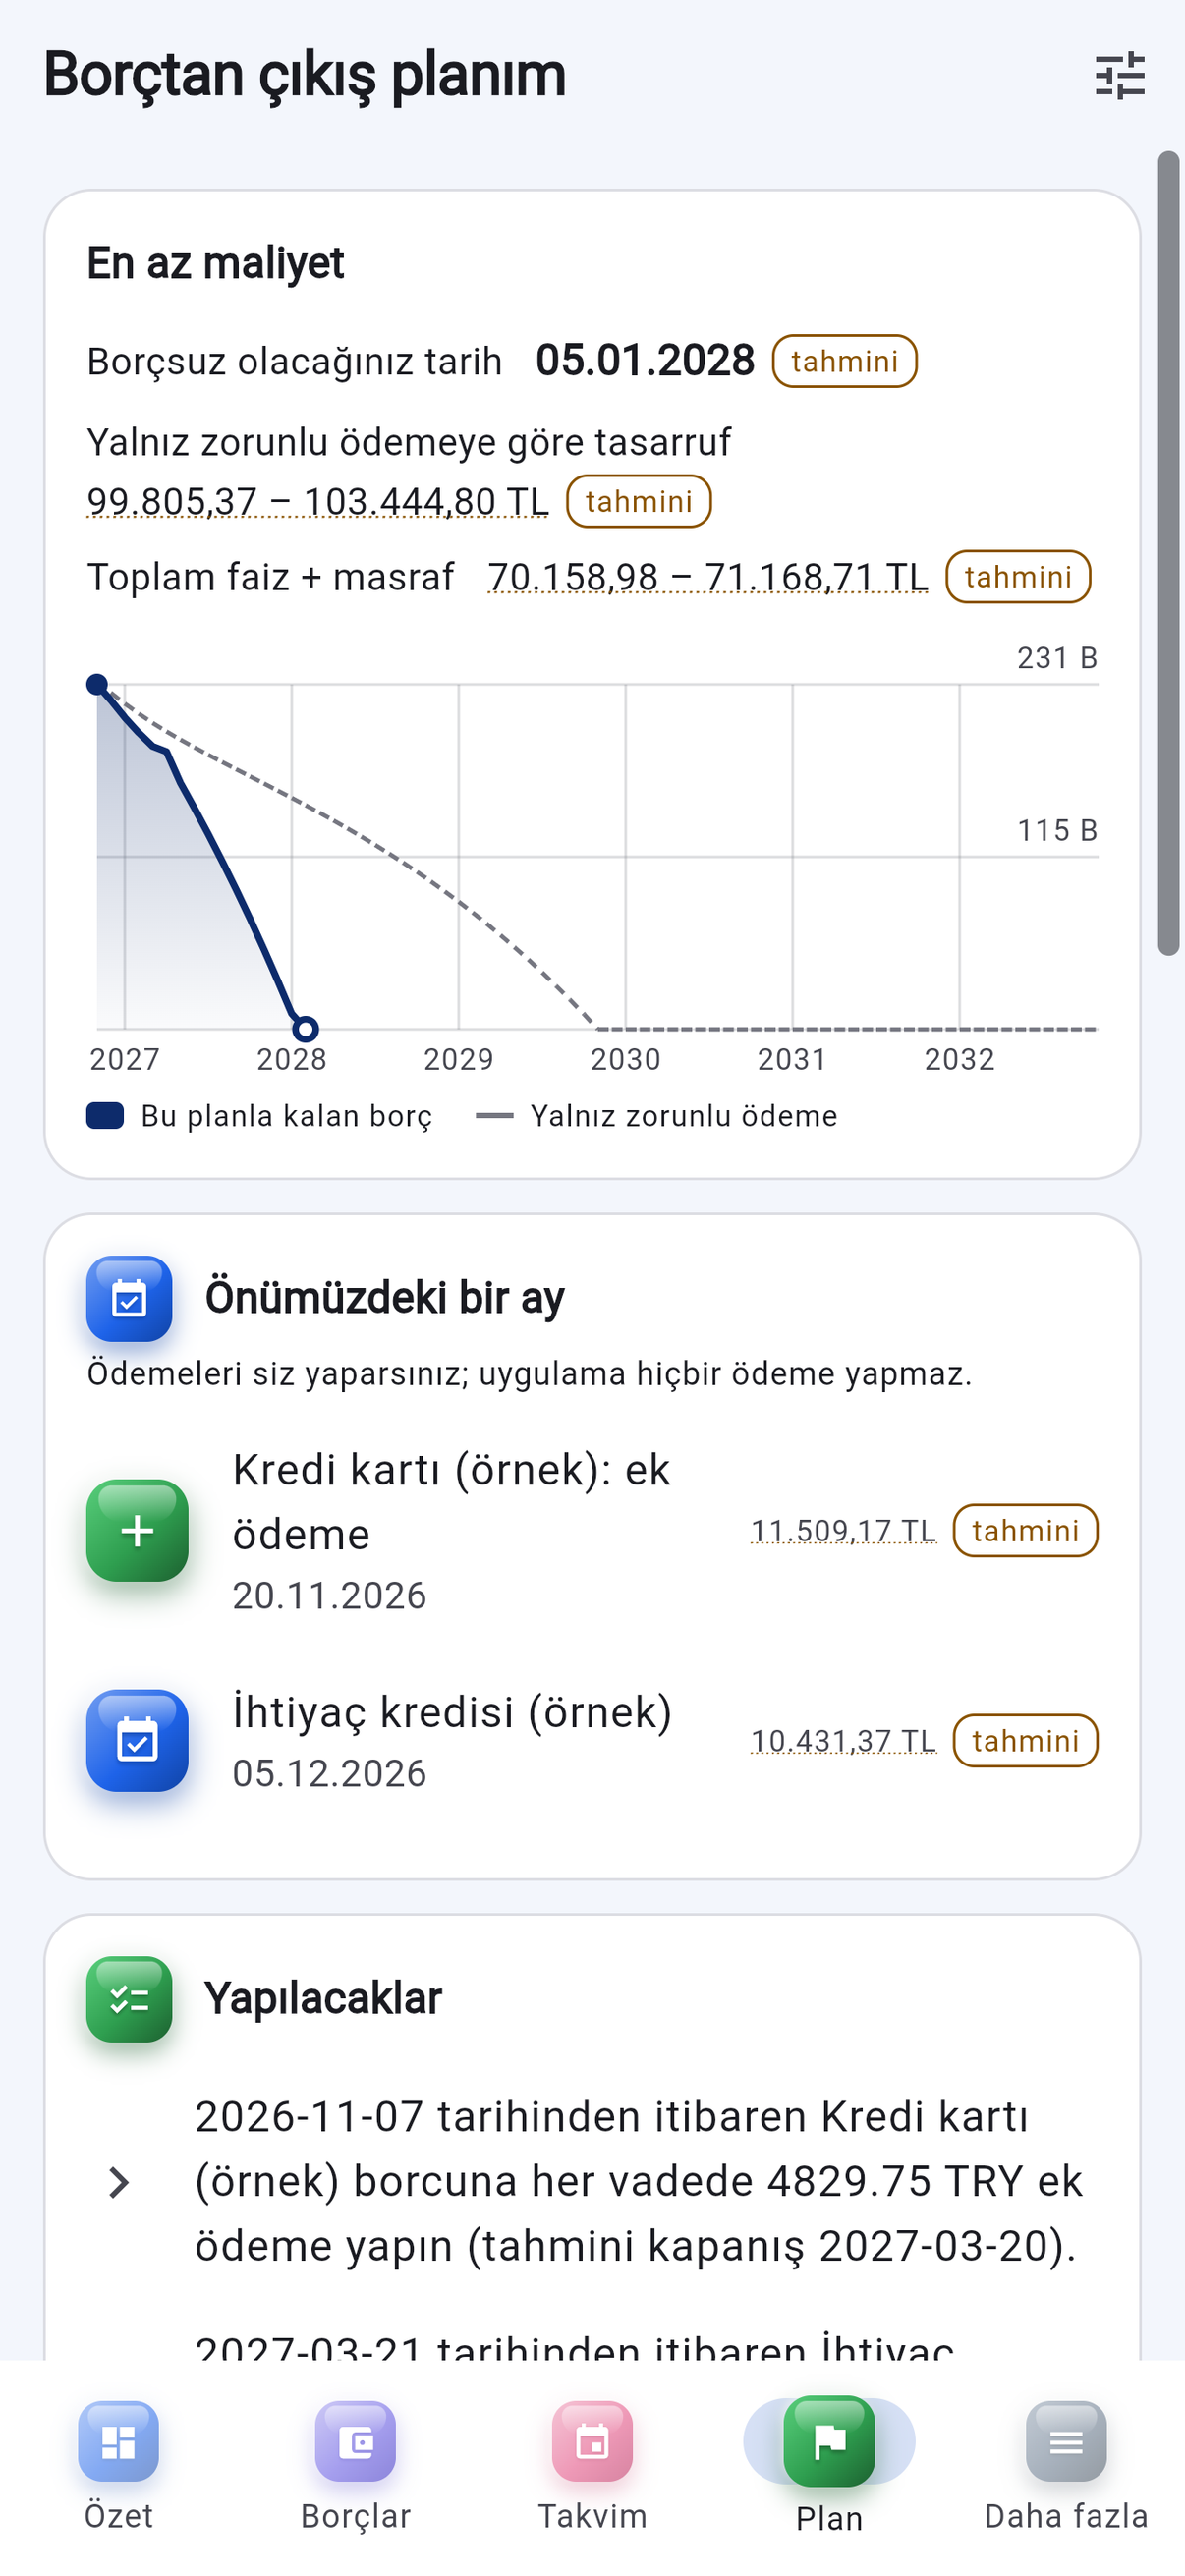 Borçtan çıkış planım
En az maliyet
Borçsuz olacağınız tarih 05.01.2028 tahmini
Yalnız zorunlu ödemeye göre tasarruf
99.805,37 – 103.444,80 TL tahmini
Toplam faiz + masraf 70.158,98 – 71.168,71 TL tahmini
231 B
115 B
2027 2028 2029 2030 2031 2032
Bu planla kalan borç Yalnız zorunlu ödeme
Önümüzdeki bir ay
Ödemeleri siz yaparsınız; uygulama hiçbir ödeme yapmaz.
Kredi kartı (örnek): ek
ödeme
11.509,17 TL tahmini
20.11.2026
İhtiyaç kredisi (örnek)
10.431,37 TL tahmini
05.12.2026
Yapılacaklar
2026-11-07 tarihinden itibaren Kredi kartı
(örnek) borcuna her vadede 4829.75 TRY ek
ödeme yapın (tahmini kapanış 2027-03-20).
2027-03-21 tarihinden itibaren İhtiyaç
Özet Borçlar Takvim Plan Daha fazla